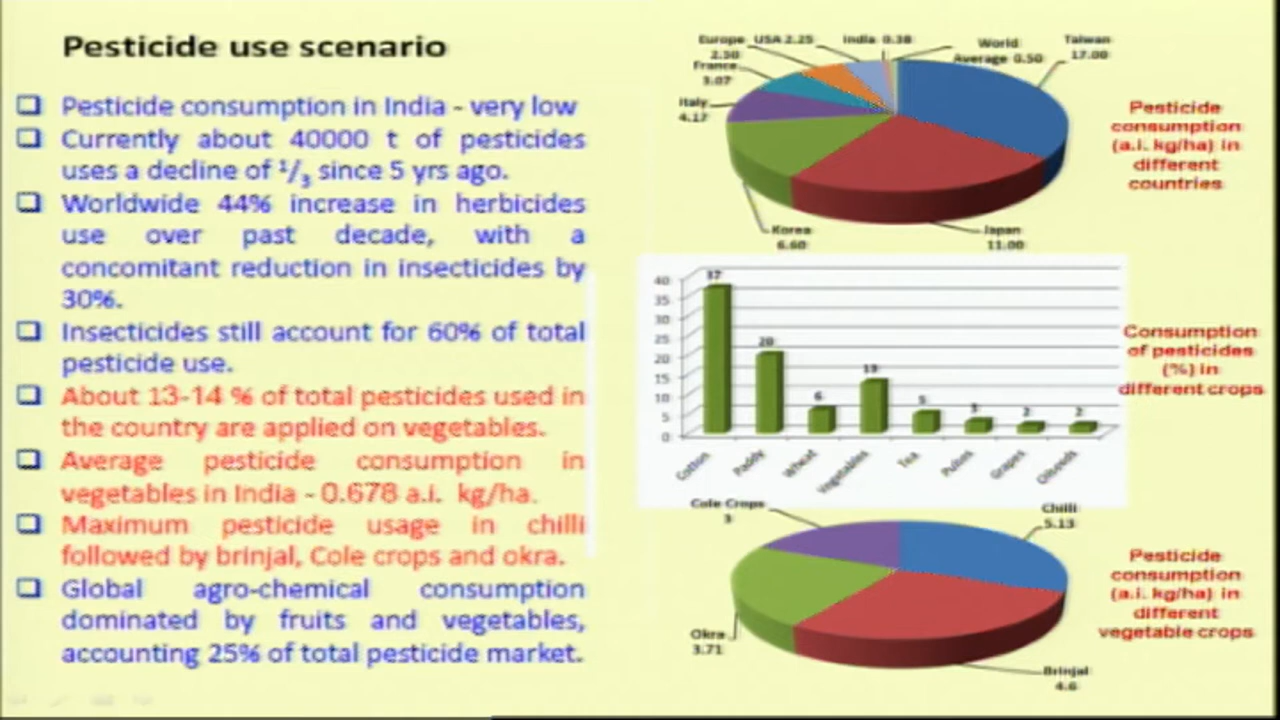 Pesticide use scenario
Pesticide consumption in India - very low
Currently about 40000 t of pesticides
uses a decline of 1/3 since 5 yrs ago.
Worldwide 44% increase in herbicides
use over past decade, with a
concomitant reduction in insecticides by
30%.
Insecticides still account for 60% of total
pesticide use.
About 13-14 % of total pesticides used in
the country are applied on vegetables.
Average pesticide consumption in
vegetables in India - 0.678 a.i. kg/ha.
Maximum pesticide usage in chilli
followed by brinjal, Cole crops and okra.
Global agro-chemical consumption
dominated by fruits and vegetables,
accounting 25% of total pesticide market.
Europe
2.50
USA 2.25
India 0.38
World
Average 0.50
Taiwan
17.00
France
3.07
Italy
4.17
Korea
6.60
Japan
11.00
Pesticide
consumption
(a.i. kg/ha) in
different
countries
40
35
30
25
20
15
10
5
0
37
20
6
13
5
3
2
2
Cotton
Paddy
Wheat
Vegetables
Tea
Pulses
Grapes
Oilseeds
Consumption
of pesticides
(%) in
different crops
Cole Crops
3
Chilli
5.13
Okra
3.71
Brinjal
4.6
Pesticide
consumption
(a.i. kg/ha) in
different
vegetable crops